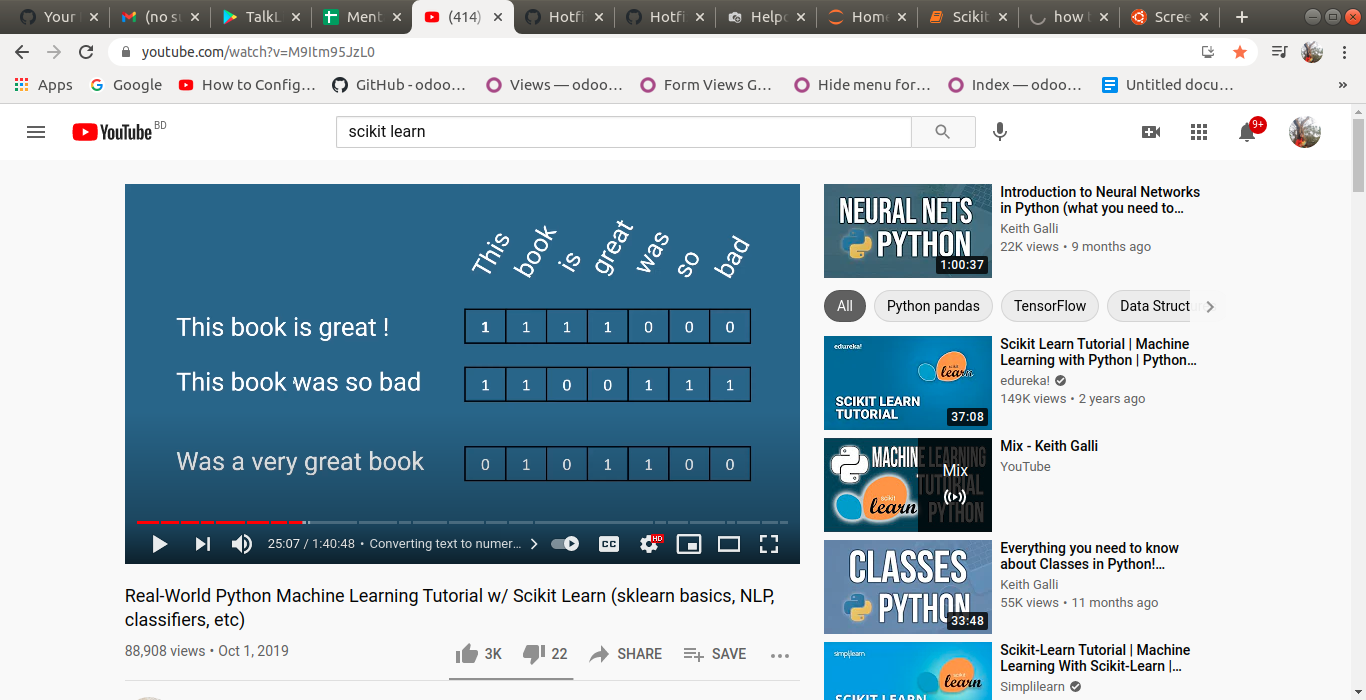 Your
(no su
TalkL
Ment
(414)
Hotfi
Hotfi
Helpo
Hom
Scikit
how t
Scree
youtube.com/watch?v=M9Itm95JzL0
Apps
Google
How to Config…
GitHub - odoo…
Views — odoo…
Form Views G…
Hide menu for…
Index — odoo…
Untitled docu…
»
YouTube BD
scikit learn
9+
This book is great was so bad
This book is great ! 1 1 1 1 0 0 0
This book was so bad 1 1 0 0 1 1 1
Was a very great book 0 1 0 1 1 0 0
25:07 / 1:40:48 • Converting text to numer…
CC
HD
Real-World Python Machine Learning Tutorial w/ Scikit Learn (sklearn basics, NLP,
classifiers, etc)
88,908 views • Oct 1, 2019
3K
22
SHARE
SAVE
NEURAL NETS
PYTHON
1:00:37
Introduction to Neural Networks
in Python (what you need to…
Keith Galli
22K views • 9 months ago
All
Python pandas
TensorFlow
Data Struct
edureka!
scikit
learn
SCIKIT LEARN
TUTORIAL
37:08
Scikit Learn Tutorial | Machine
Learning with Python | Python…
edureka!
149K views • 2 years ago
MACHINE LEARNING
TUTORIAL
PYTHON
scikit
learn
Mix
Mix - Keith Galli
YouTube
CLASSES
PYTHON
33:48
Everything you need to know
about Classes in Python!…
Keith Galli
55K views • 11 months ago
simplilearn
scikit
learn
SCIKIT LEARN
Scikit-Learn Tutorial | Machine
Learning With Scikit-Learn |…
Simplilearn